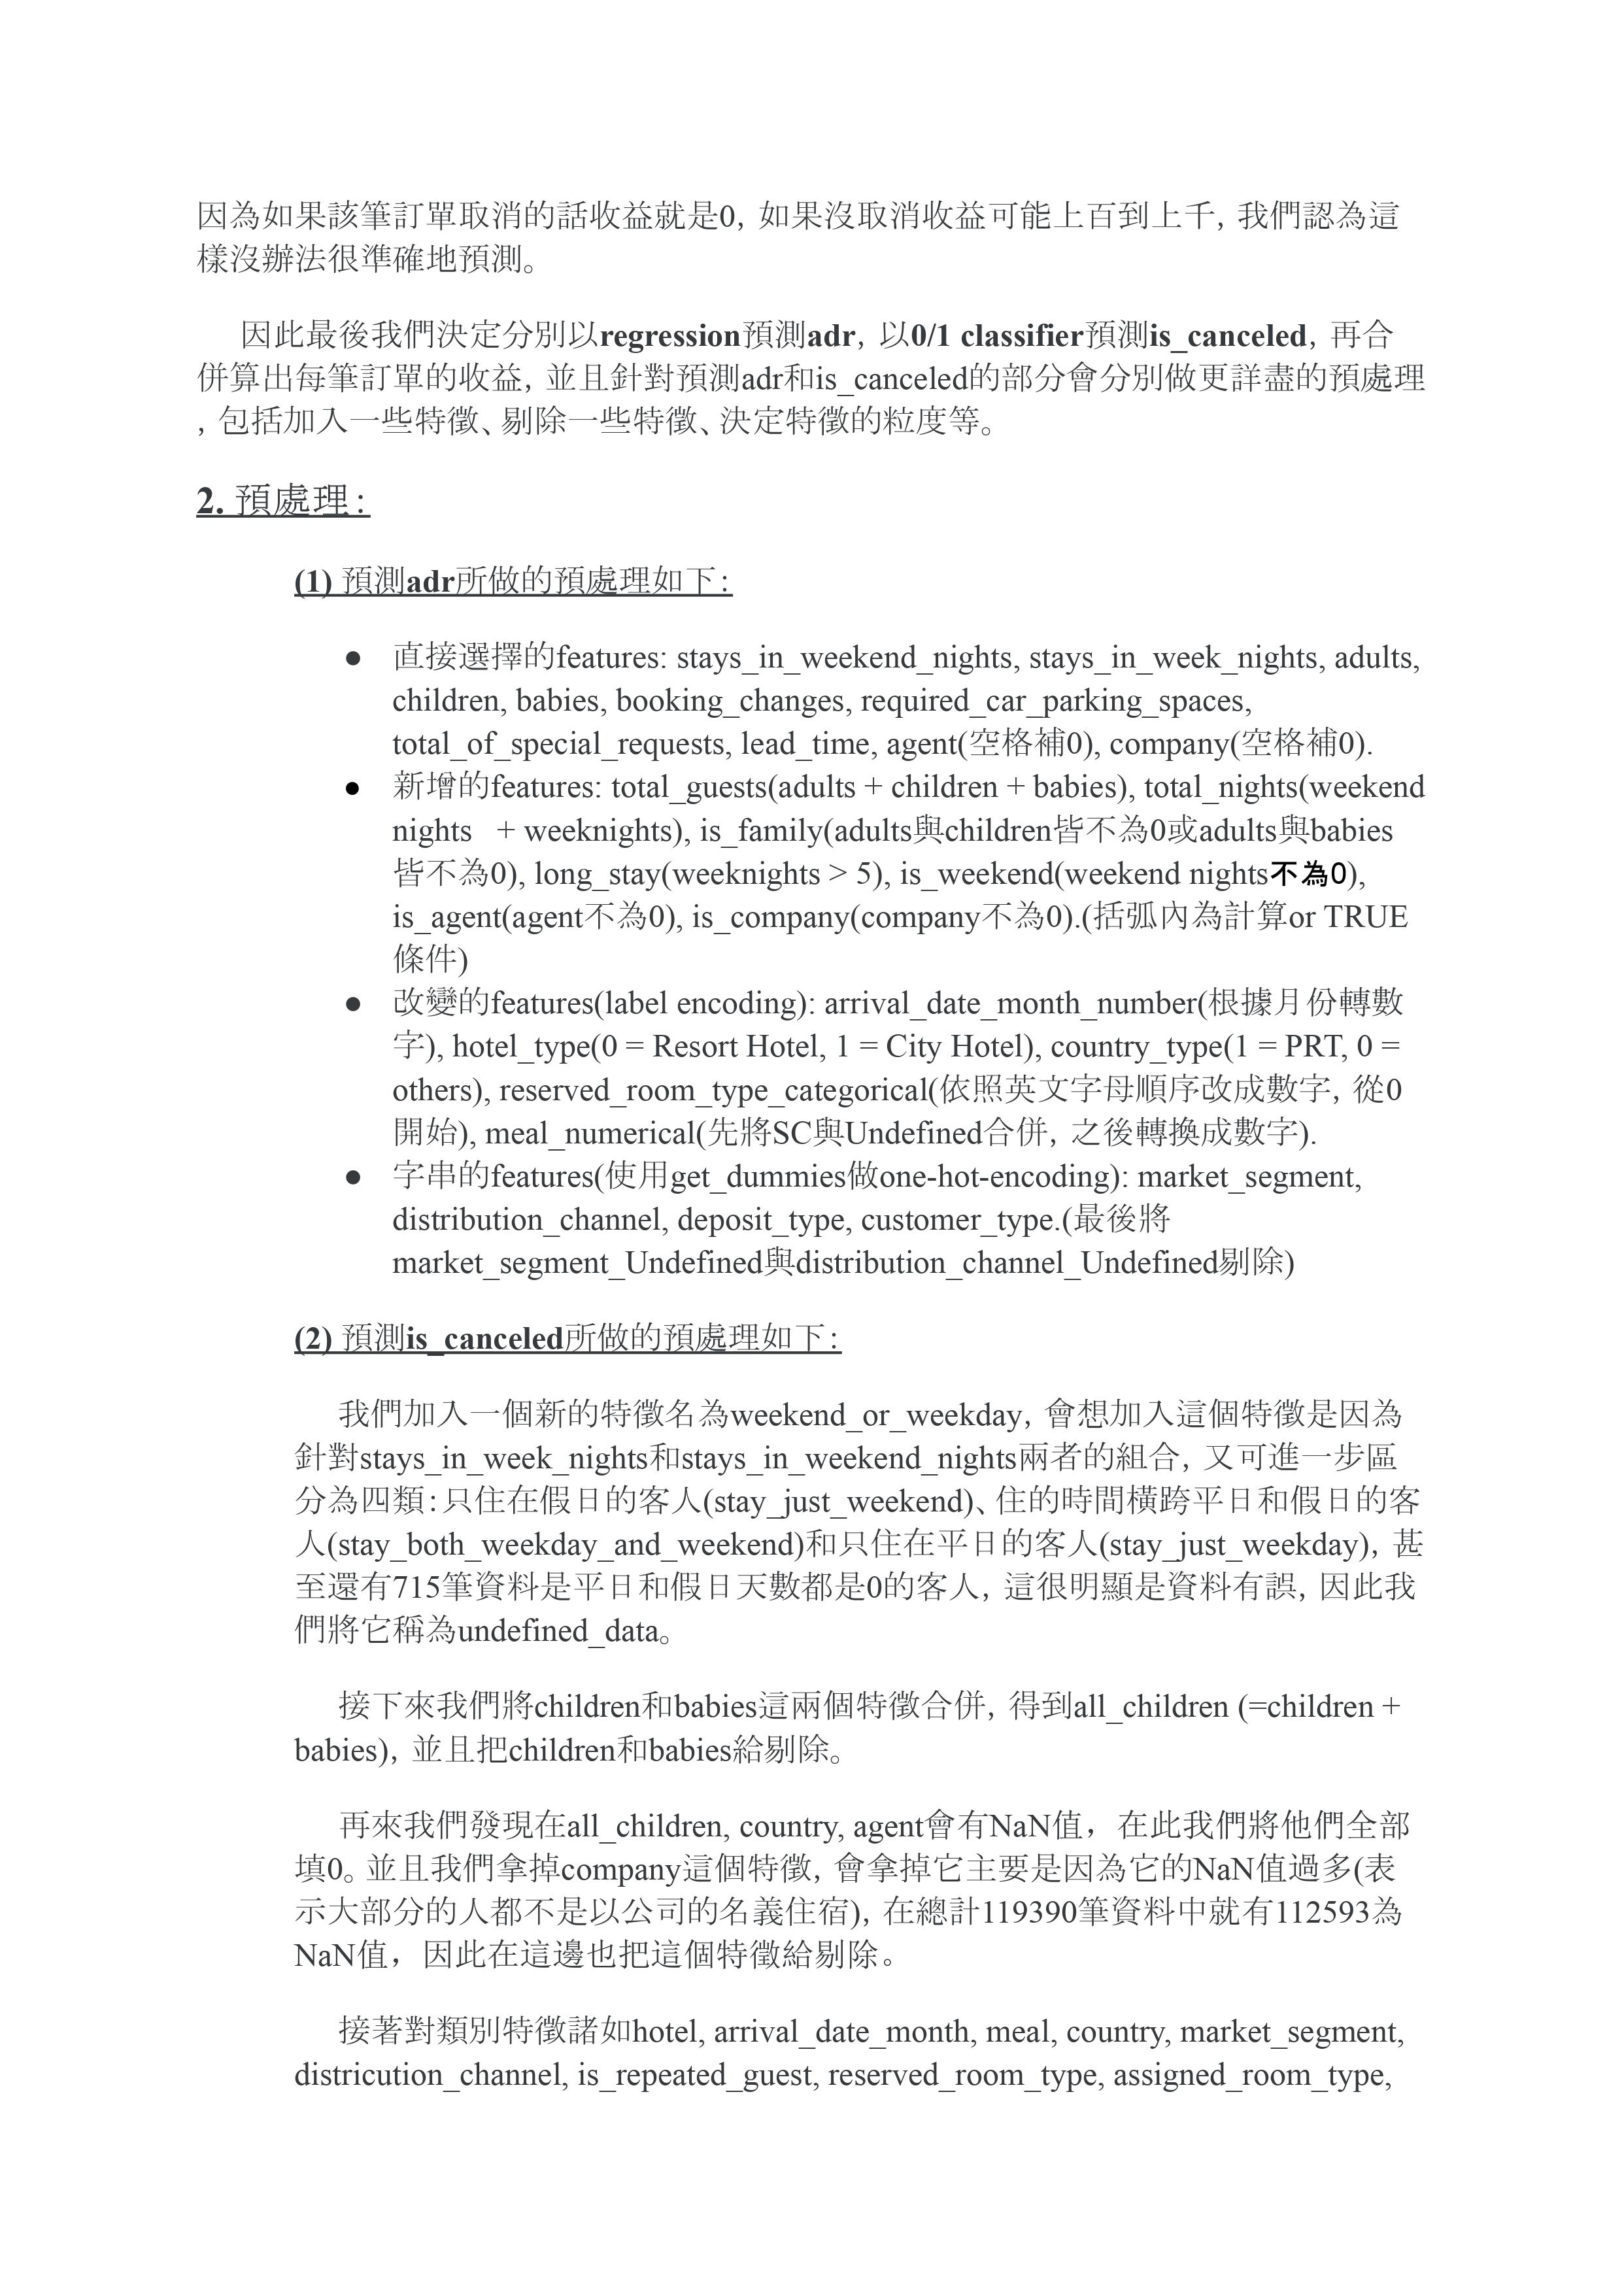 因為如果該筆訂單取消的話收益就是0，如果沒取消收益可能上百到上千，我們認為這
樣沒辦法很準確地預測。
因此最後我們決定分別以regression預測adr，以0/1 classifier預測is_canceled，再合
併算出每筆訂單的收益，並且針對預測adr和is_canceled的部分會分別做更詳盡的預處理
，包括加入一些特徵、剔除一些特徵、決定特徵的粒度等。
2. 預處理：
(1) 預測adr所做的預處理如下：
● 直接選擇的features: stays_in_weekend_nights, stays_in_week_nights, adults,
children, babies, booking_changes, required_car_parking_spaces,
total_of_special_requests, lead_time, agent(空格補0), company(空格補0).
● 新增的features: total_guests(adults + children + babies), total_nights(weekend
nights + weeknights), is_family(adults與children皆不為0或adults與babies
皆不為0), long_stay(weeknights > 5), is_weekend(weekend nights不為0),
is_agent(agent不為0), is_company(company不為0).(括弧內為計算or TRUE
條件)
● 改變的features(label encoding): arrival_date_month_number(根據月份轉數
字), hotel_type(0 = Resort Hotel, 1 = City Hotel), country_type(1 = PRT, 0 =
others), reserved_room_type_categorical(依照英文字母順序改成數字，從0
開始), meal_numerical(先將SC與Undefined合併，之後轉換成數字).
● 字串的features(使用get_dummies做one-hot-encoding): market_segment,
distribution_channel, deposit_type, customer_type.(最後將
market_segment_Undefined與distribution_channel_Undefined剔除)
(2) 預測is_canceled所做的預處理如下：
我們加入一個新的特徵名為weekend_or_weekday，會想加入這個特徵是因為
針對stays_in_week_nights和stays_in_weekend_nights兩者的組合，又可進一步區
分為四類：只住在假日的客人(stay_just_weekend)、住的時間橫跨平日和假日的客
人(stay_both_weekday_and_weekend)和只住在平日的客人(stay_just_weekday)，甚
至還有715筆資料是平日和假日天數都是0的客人，這很明顯是資料有誤，因此我
們將它稱為undefined_data。
接下來我們將children和babies這兩個特徵合併，得到all_children (=children +
babies)，並且把children和babies給剔除。
再來我們發現在all_children, country, agent會有NaN值，在此我們將他們全部
填0。並且我們拿掉company這個特徵，會拿掉它主要是因為它的NaN值過多(表
示大部分的人都不是以公司的名義住宿)，在總計119390筆資料中就有112593為
NaN值，因此在這邊也把這個特徵給剔除。
接著對類別特徵諸如hotel, arrival_date_month, meal, country, market_segment,
districution_channel, is_repeated_guest, reserved_room_type, assigned_room_type,